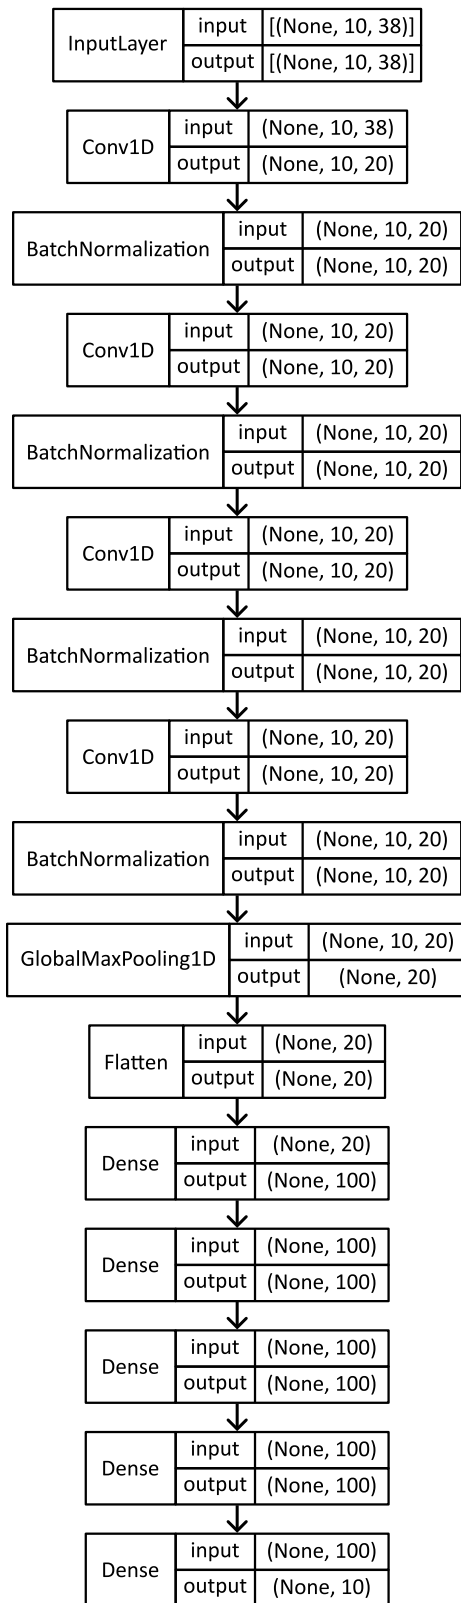 InputLayer input [(None, 10, 38)]
output [(None, 10, 38)]
Conv1D input (None, 10, 38)
output (None, 10, 20)
BatchNormalization input (None, 10, 20)
output (None, 10, 20)
Conv1D input (None, 10, 20)
output (None, 10, 20)
BatchNormalization input (None, 10, 20)
output (None, 10, 20)
Conv1D input (None, 10, 20)
output (None, 10, 20)
BatchNormalization input (None, 10, 20)
output (None, 10, 20)
Conv1D input (None, 10, 20)
output (None, 10, 20)
BatchNormalization input (None, 10, 20)
output (None, 10, 20)
GlobalMaxPooling1D input (None, 10, 20)
output (None, 20)
Flatten input (None, 20)
output (None, 20)
Dense input (None, 20)
output (None, 100)
Dense input (None, 100)
output (None, 100)
Dense input (None, 100)
output (None, 100)
Dense input (None, 100)
output (None, 100)
Dense input (None, 100)
output (None, 10)